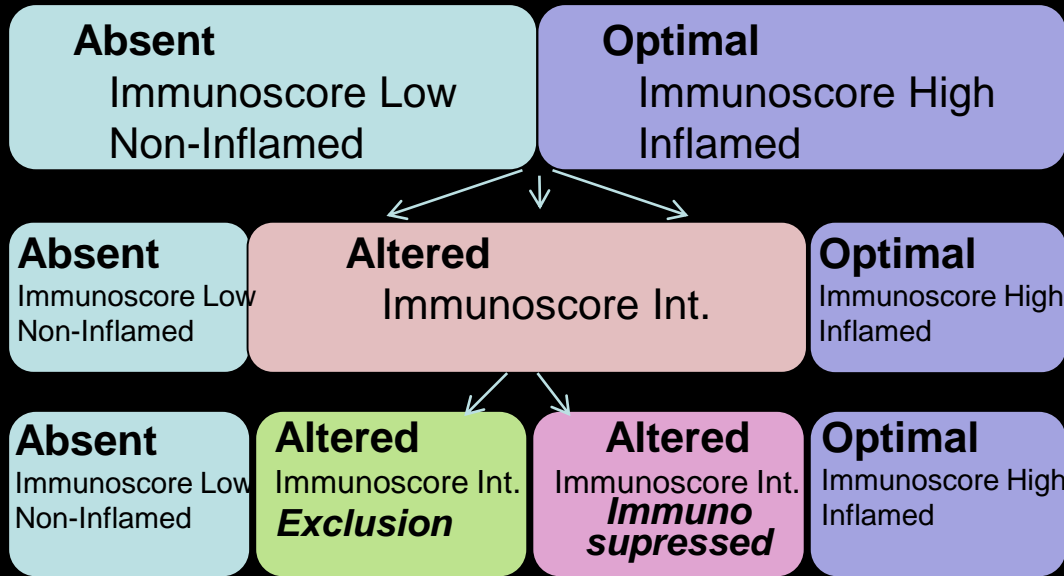 Absent
Immunoscore Low
Non-Inflamed
Optimal
Immunoscore High
Inflamed
Absent
Immunoscore Low
Non-Inflamed
Altered
Immunoscore Int.
Optimal
Immunoscore High
Inflamed
Absent
Immunoscore Low
Non-Inflamed
Altered
Immunoscore Int.
Exclusion
Altered
Immunoscore Int.
Immuno
supressed
Optimal
Immunoscore High
Inflamed